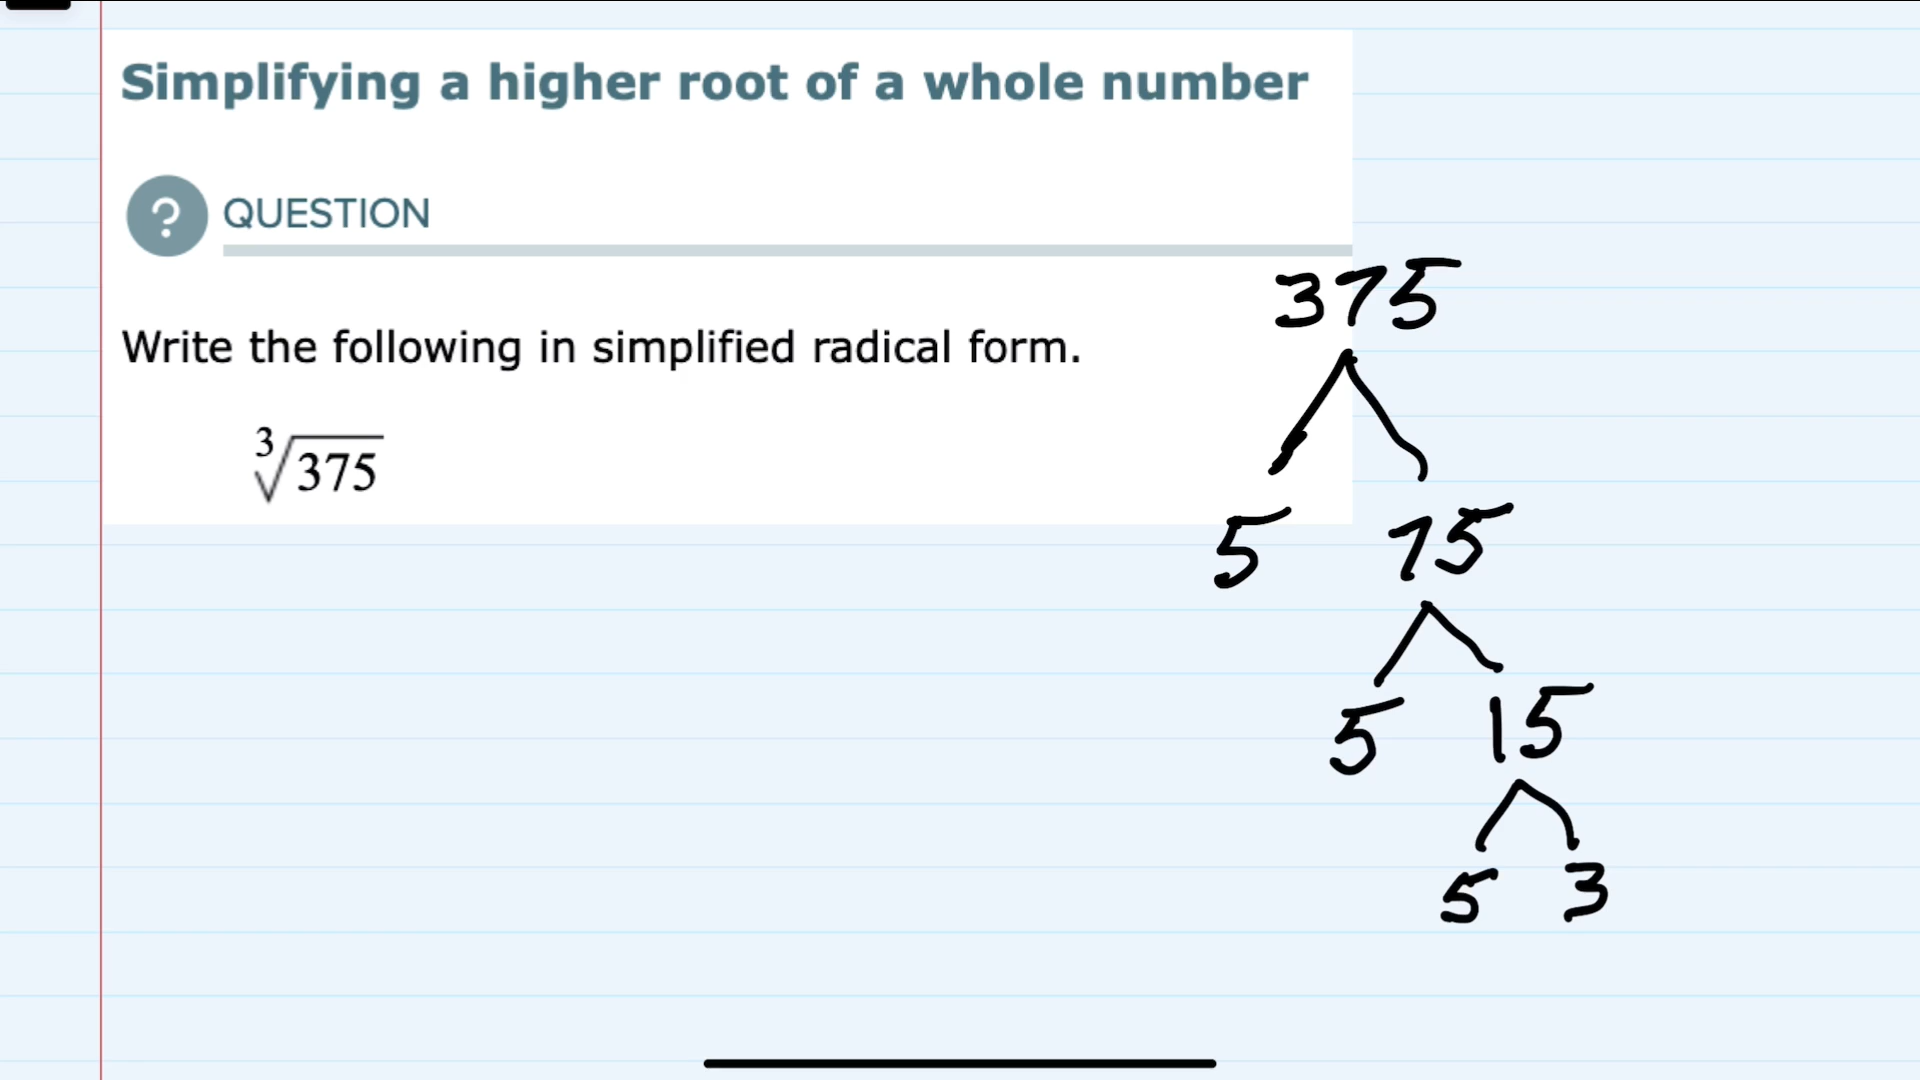 Simplifying a higher root of a whole number
? QUESTION
Write the following in simplified radical form.
∛375
375
5 75
5 15
5 3